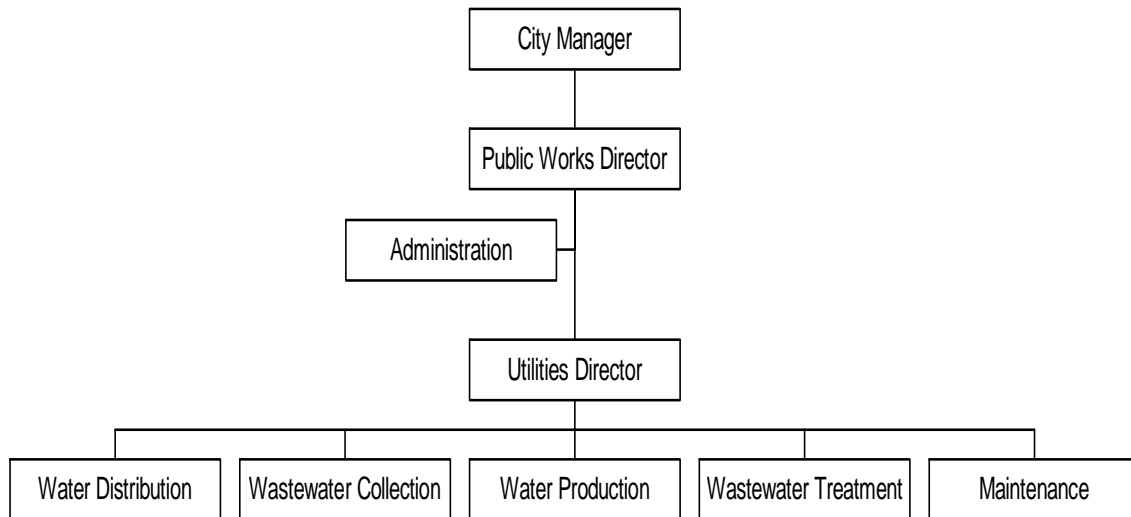 City Manager
Public Works Director
Administration
Utilities Director
Water Distribution
Wastewater Collection
Water Production
Wastewater Treatment
Maintenance